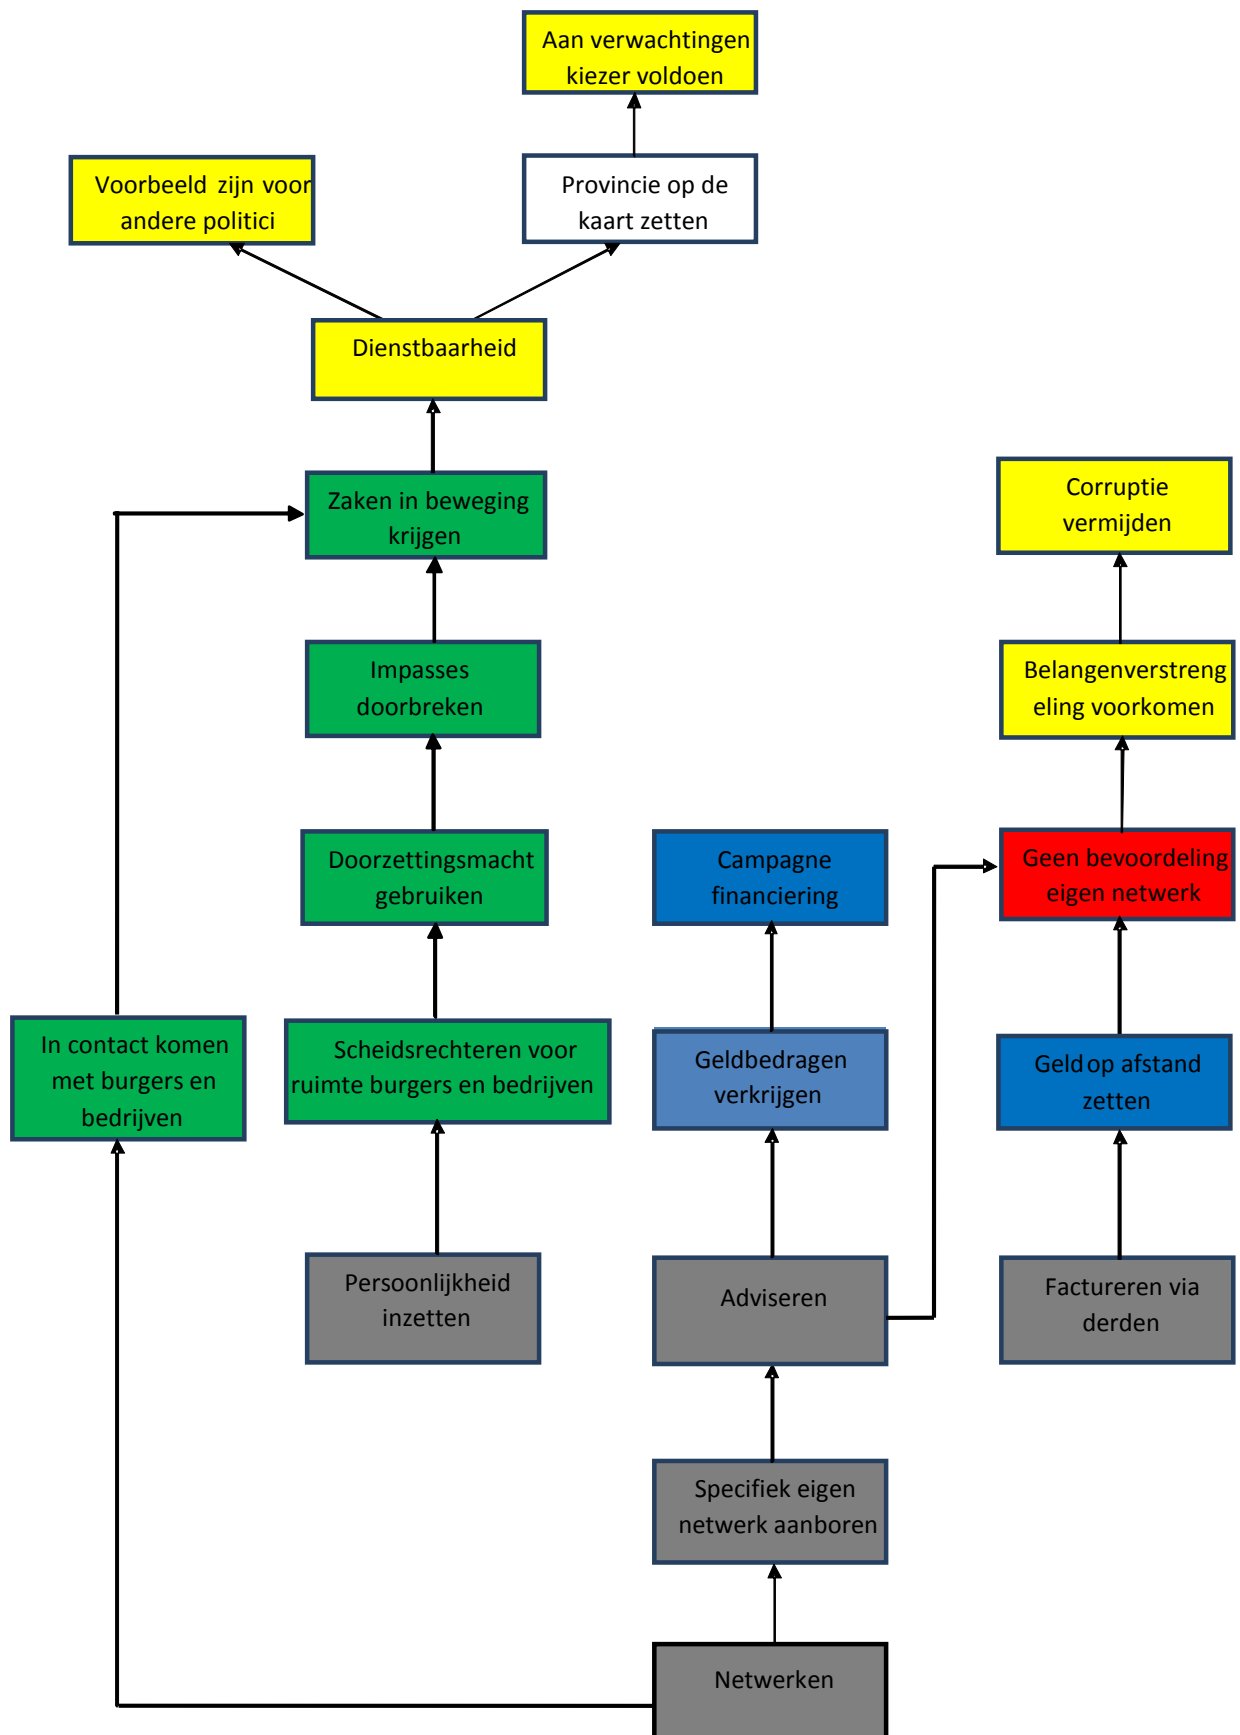 Aan verwachtingen
kiezer voldoen
Voorbeeld zijn voor
andere politici
Provincie op de
kaart zetten
Dienstbaarheid
Zaken in beweging
krijgen
Corruptie
vermijden
Impasses
doorbreken
Belangenverstreng
eling voorkomen
Doorzettingsmacht
gebruiken
Campagne
financiering
Geen bevoordeling
eigen netwerk
In contact komen
met burgers en
bedrijven
Scheidsrechteren voor
ruimte burgers en bedrijven
Geldbedragen
verkrijgen
Geld op afstand
zetten
Persoonlijkheid
inzetten
Adviseren
Factureren via
derden
Specifiek eigen
netwerk aanboren
Netwerken